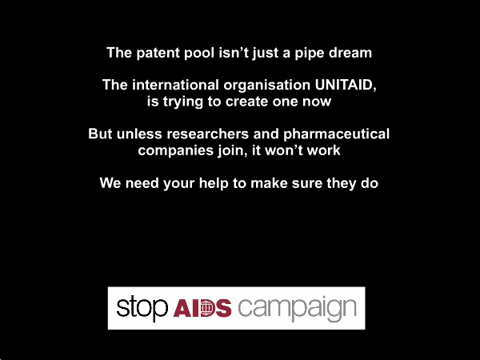 The patent pool isn't just a pipe dream
The international organisation UNITAID,
is trying to create one now
But unless researchers and pharmaceutical
companies join, it won't work
We need your help to make sure they do
stop AIDS campaign